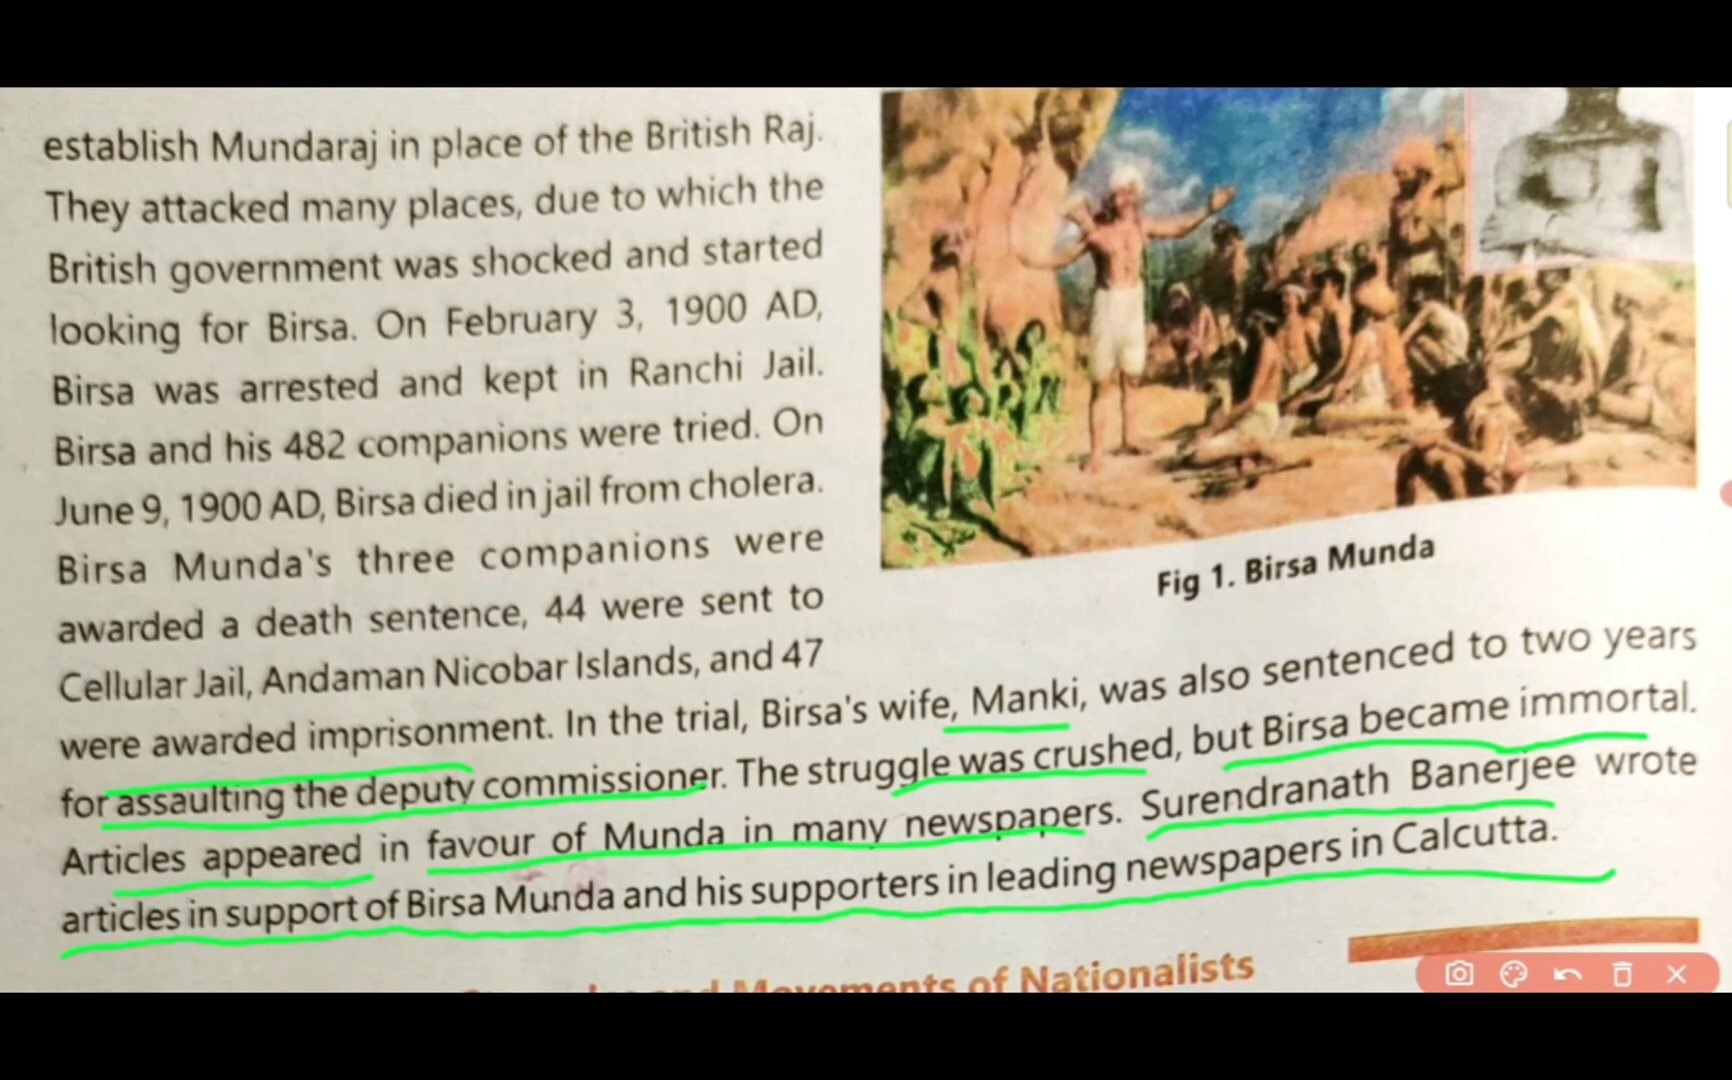 establish Mundaraj in place of the British Raj.
They attacked many places, due to which the
British government was shocked and started
looking for Birsa. On February 3, 1900 AD,
Birsa was arrested and kept in Ranchi Jail.
Birsa and his 482 companions were tried. On
June 9, 1900 AD, Birsa died in jail from cholera.
Birsa Munda's three companions were
awarded a death sentence, 44 were sent to
Cellular Jail, Andaman Nicobar Islands, and 47
were awarded imprisonment. In the trial, Birsa's wife, Manki, was also sentenced to two years
for assaulting the deputy commissioner. The struggle was crushed, but Birsa became immortal.
Articles appeared in favour of Munda in many newspapers. Surendranath Banerjee wrote
articles in support of Birsa Munda and his supporters in leading newspapers in Calcutta.
Fig 1. Birsa Munda
and Movements of Nationalists